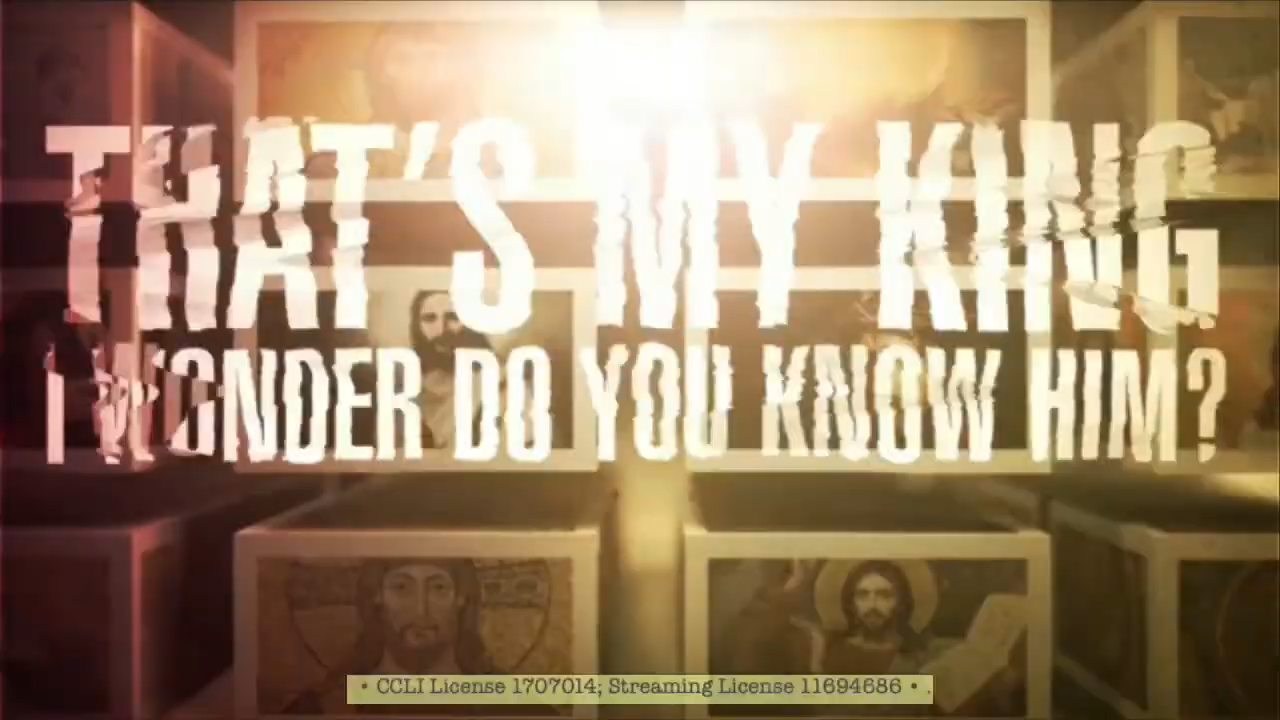 THAT'S MY KING
I WONDER DO YOU KNOW HIM?
• CCLI License 1707014; Streaming License 11694686 • .